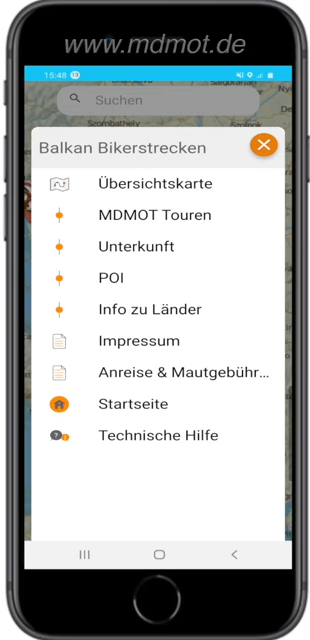 www.mdmot.de
15:48 13
Suchen
Szombathely
Balkan Bikerstrecken
Übersichtskarte
MDMOT Touren
Unterkunft
POI
Info zu Länder
Impressum
Anreise & Mautgebühr...
Startseite
Technische Hilfe